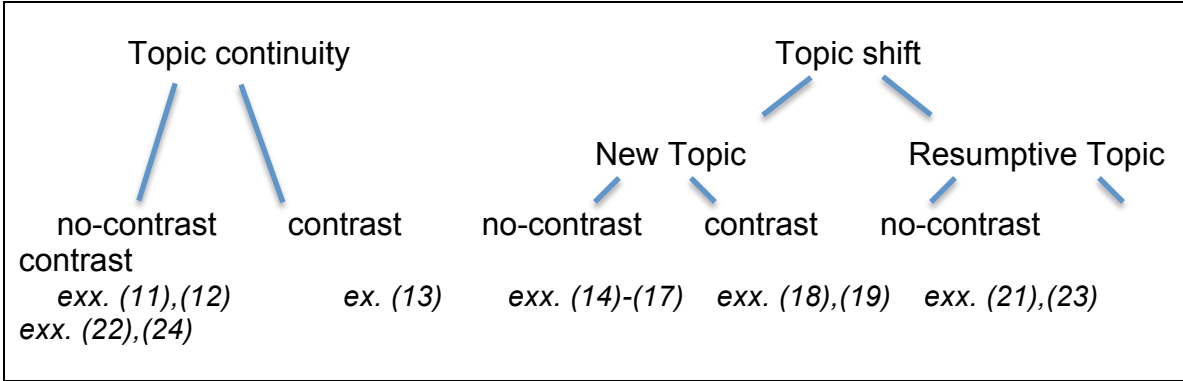 Topic continuity Topic shift
New Topic Resumptive Topic
no-contrast contrast no-contrast contrast no-contrast
contrast
exx. (11),(12) ex. (13) exx. (14)-(17) exx. (18),(19) exx. (21),(23)
exx. (22),(24)